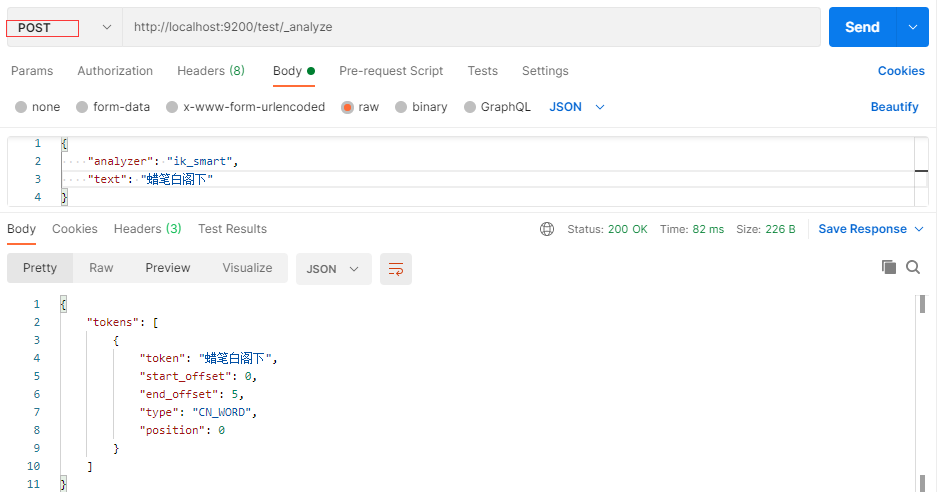 POST http://localhost:9200/test/_analyze Send
Params Authorization Headers (8) Body Pre-request Script Tests Settings Cookies
none form-data x-www-form-urlencoded raw binary GraphQL JSON Beautify
1 {
2 "analyzer": "ik_smart",
3 "text": "蜡笔白阁下"
4 }
Body Cookies Headers (3) Test Results Status: 200 OK Time: 82 ms Size: 226 B Save Response
Pretty Raw Preview Visualize JSON
1 {
2 "tokens": [
3 {
4 "token": "蜡笔白阁下",
5 "start_offset": 0,
6 "end_offset": 5,
7 "type": "CN_WORD",
8 "position": 0
9 }
10 ]
11 }